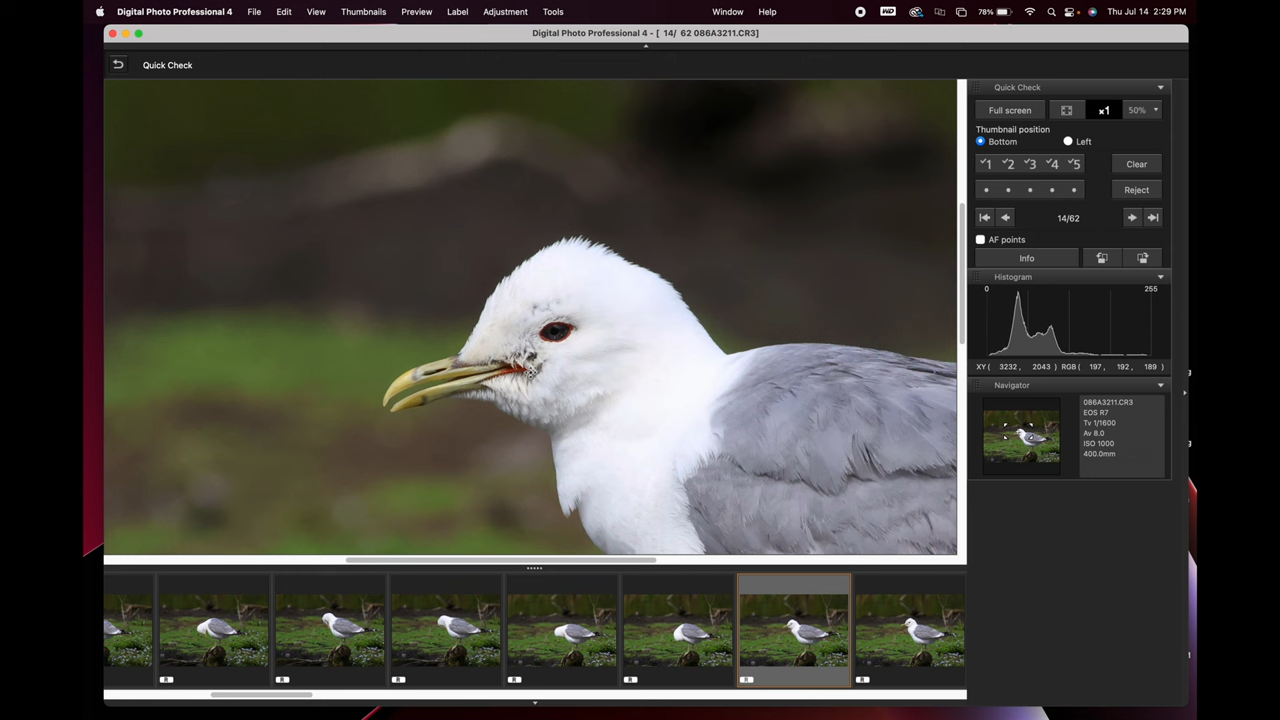 Digital Photo Professional 4 File Edit View Thumbnails Preview Label Adjustment Tools Window Help WD 78% Thu Jul 14 2:29 PM
Digital Photo Professional 4 - [ 14/ 62 086A3211.CR3]
Quick Check
Quick Check
Full screen x1 50%
Thumbnail position
Bottom Left
1 2 3 4 5 Clear
Reject
14/62
AF points
Info
Histogram
0 255
XY( 3232, 2043 ) RGB( 197, 192, 189 )
Navigator
086A3211.CR3
EOS R7
Tv 1/1600
Av 8.0
ISO 1000
400.0mm
R R R R R R R